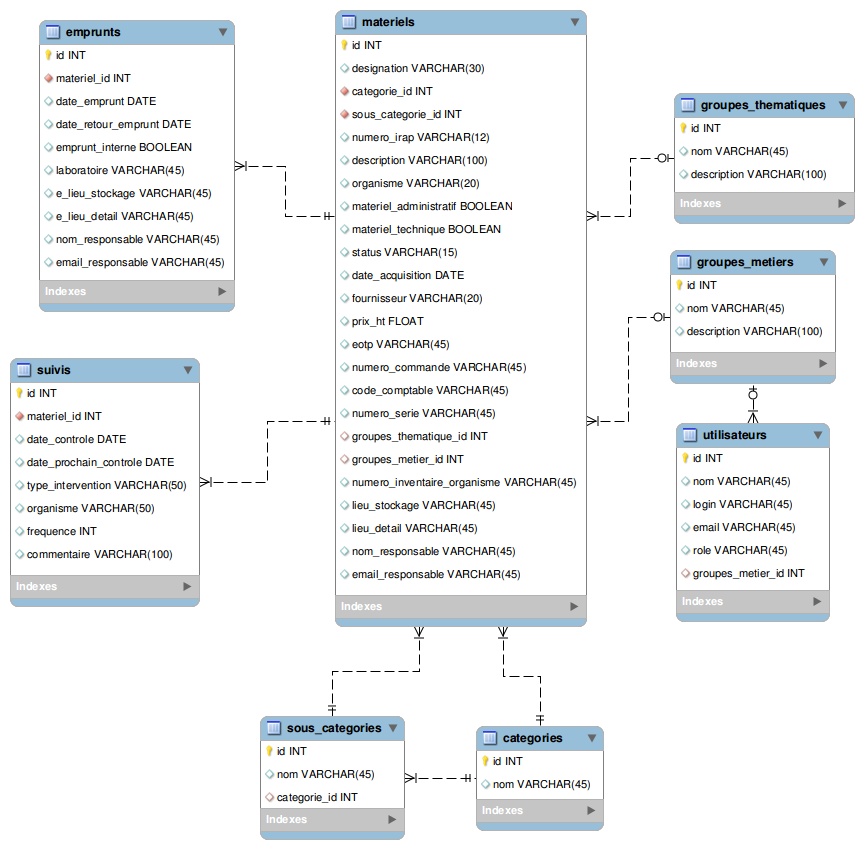 emprunts
id INT
materiel_id INT
date_emprunt DATE
date_retour_emprunt DATE
emprunt_interne BOOLEAN
laboratoire VARCHAR(45)
e_lieu_stockage VARCHAR(45)
e_lieu_detail VARCHAR(45)
nom_responsable VARCHAR(45)
email_responsable VARCHAR(45)
Indexes
suivis
id INT
materiel_id INT
date_controle DATE
date_prochain_controle DATE
type_intervention VARCHAR(50)
organisme VARCHAR(50)
frequence INT
commentaire VARCHAR(100)
Indexes
materiels
id INT
designation VARCHAR(30)
categorie_id INT
sous_categorie_id INT
numero_irap VARCHAR(12)
description VARCHAR(100)
organisme VARCHAR(20)
materiel_administratif BOOLEAN
materiel_technique BOOLEAN
status VARCHAR(15)
date_acquisition DATE
fournisseur VARCHAR(20)
prix_ht FLOAT
eotp VARCHAR(45)
numero_commande VARCHAR(45)
code_comptable VARCHAR(45)
numero_serie VARCHAR(45)
groupes_thematique_id INT
groupes_metier_id INT
numero_inventaire_organisme VARCHAR(45)
lieu_stockage VARCHAR(45)
lieu_detail VARCHAR(45)
nom_responsable VARCHAR(45)
email_responsable VARCHAR(45)
Indexes
groupes_thematiques
id INT
nom VARCHAR(45)
description VARCHAR(100)
Indexes
groupes_metiers
id INT
nom VARCHAR(45)
description VARCHAR(100)
Indexes
utilisateurs
id INT
nom VARCHAR(45)
login VARCHAR(45)
email VARCHAR(45)
role VARCHAR(45)
groupes_metier_id INT
Indexes
sous_categories
id INT
nom VARCHAR(45)
categorie_id INT
Indexes
categories
id INT
nom VARCHAR(45)
Indexes